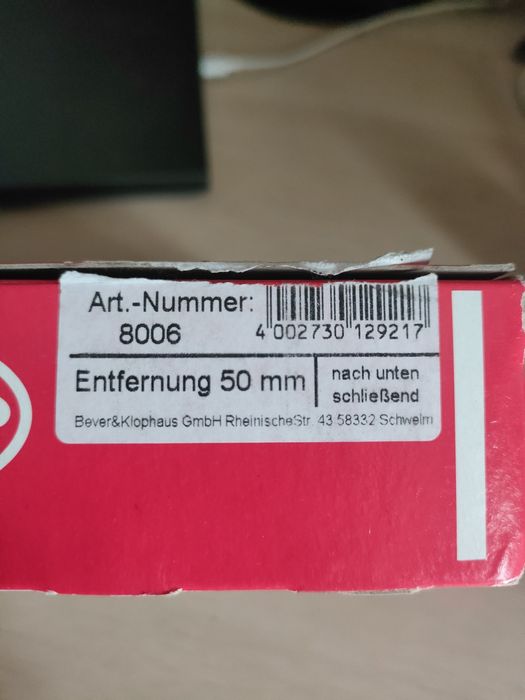 Art.-Nummer:
8006
4 002730 129217
Entfernung 50 mm
nach unten
schließend
Bever&Klophaus GmbH RheinischeStr. 43 58332 Schwelm